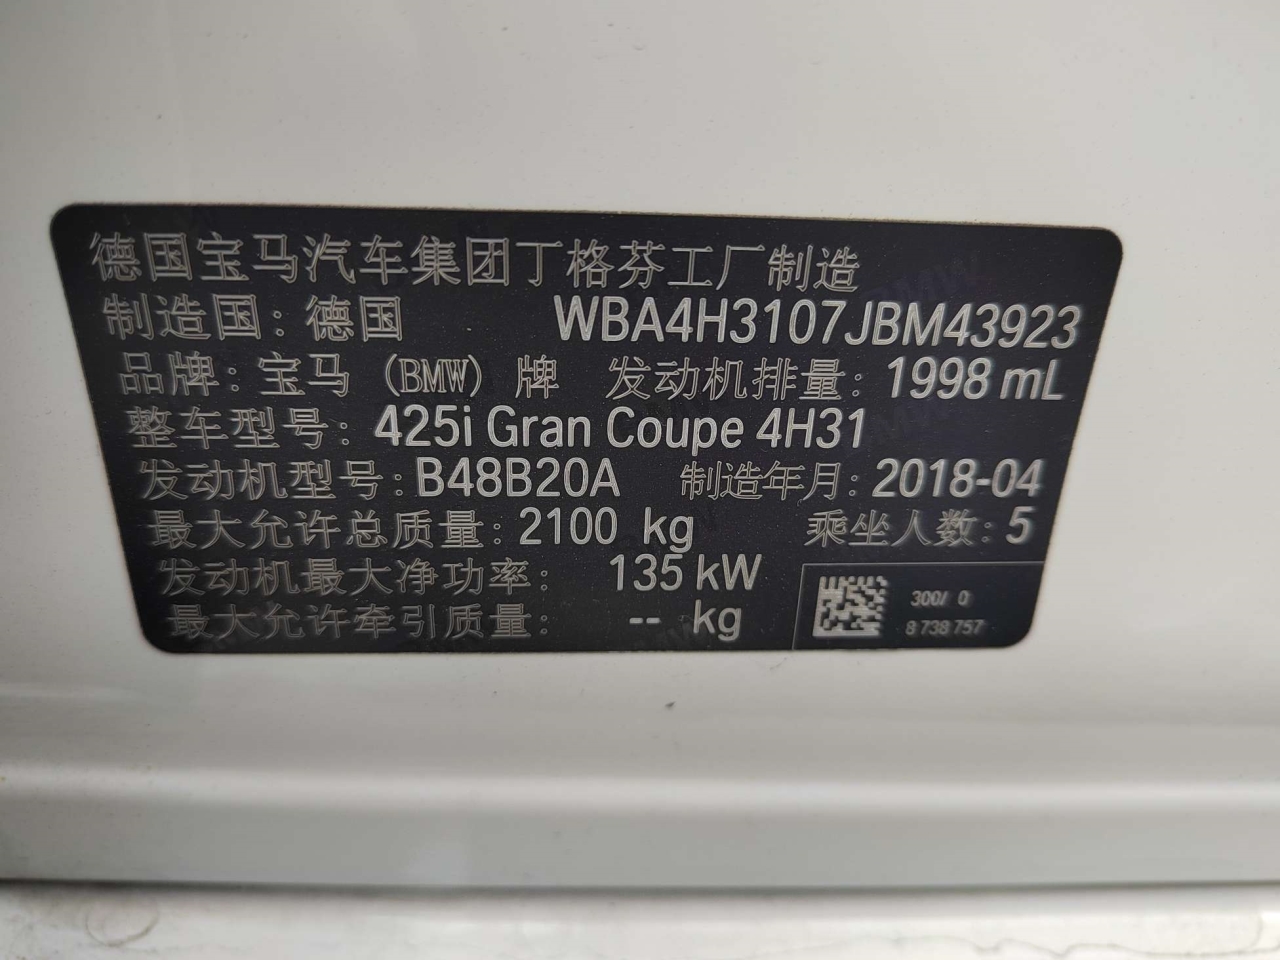 德国宝马汽车集团丁格芬工厂制造
制造国：德国 WBA4H3107JBM43923
品牌：宝马（BMW）牌 发动机排量：1998 mL
整车型号：425i Gran Coupe 4H31
发动机型号：B48B20A 制造年月：2018-04
最大允许总质量：2100 kg 乘坐人数：5
发动机最大净功率：135 kW
最大允许牵引质量：-- kg
300/ 0
8 738 757